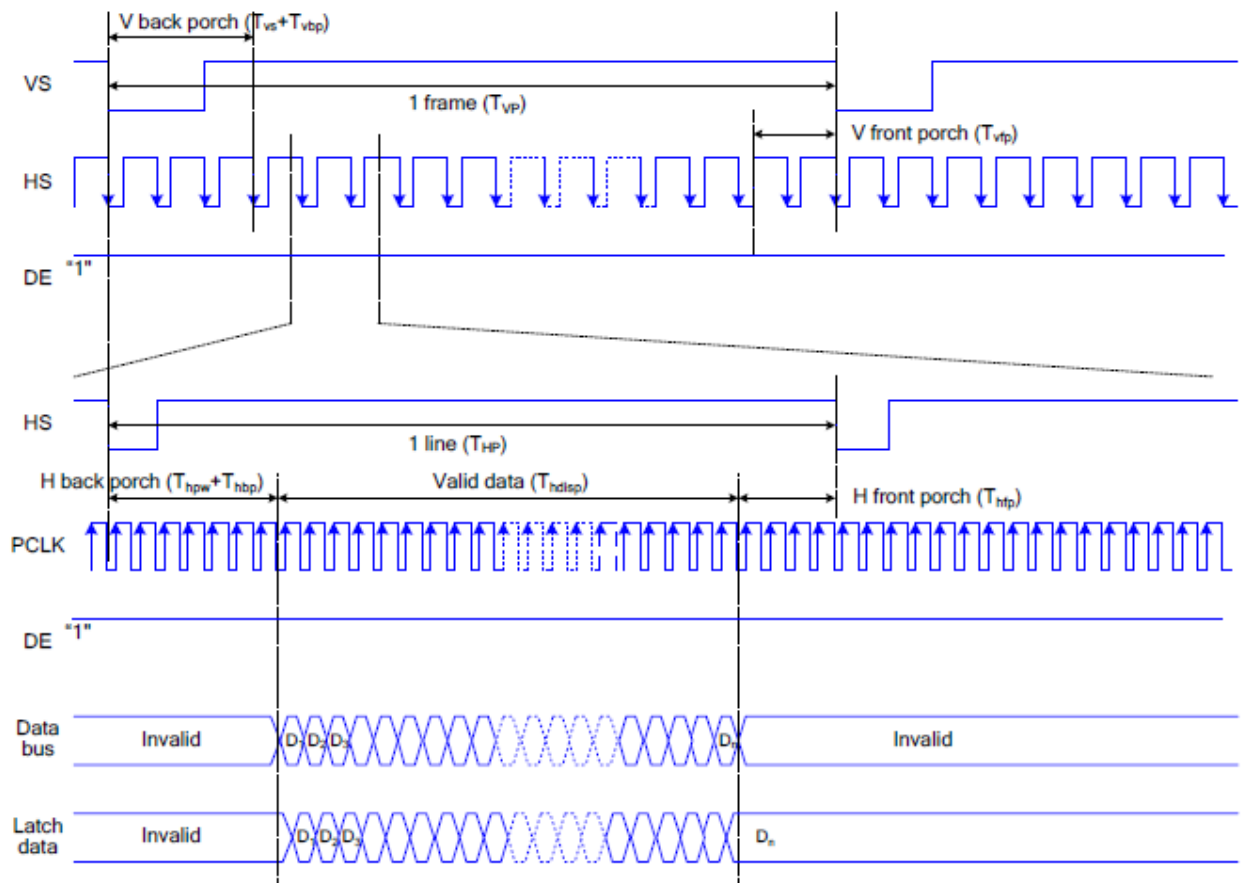 V back porch (Tvs+Tvbp)
VS
1 frame (TVP)
V front porch (Tvfp)
HS
DE "1"
HS
1 line (THP)
H back porch (Thpw+Thbp)
Valid data (Thdisp)
H front porch (Thfp)
PCLK
DE "1"
Data bus
Invalid
D1 D2 D3
Dn
Invalid
Latch data
Invalid
D1 D2 D3
Dn